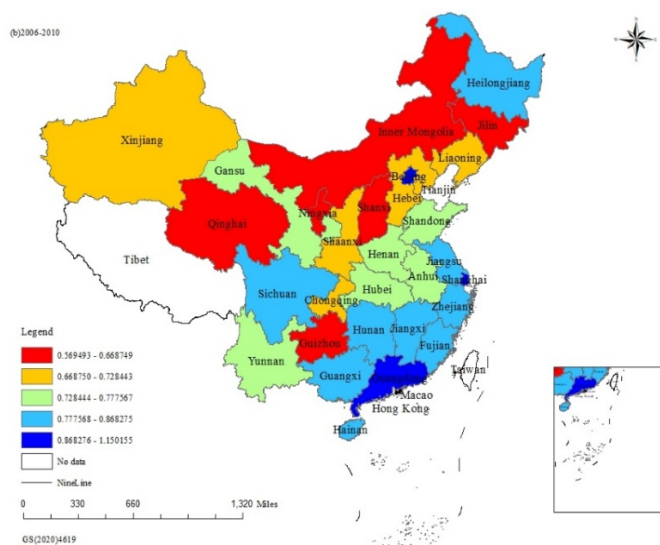 (b)2006-2010
Heilongjiang
Xinjiang
Inner Mongolia
Jilin
Liaoning
Gansu
Beijing
Tianjin
Hebei
Ningxia
Shanxi
Shandong
Qinghai
Shaanxi
Henan
Jiangsu
Tibet
Anhui
Shanghai
Hubei
Sichuan
Chongqing
Zhejiang
Hunan
Jiangxi
Guizhou
Fujian
Yunnan
Taiwan
Guangxi
Macao
Hong Kong
Hainan
Legend
0.569493 - 0.668749
0.668750 - 0.728443
0.728444 - 0.777567
0.777568 - 0.868275
0.868276 - 1.150155
No data
NineLine
0 330 660 1,320 Miles
GS(2020)4619